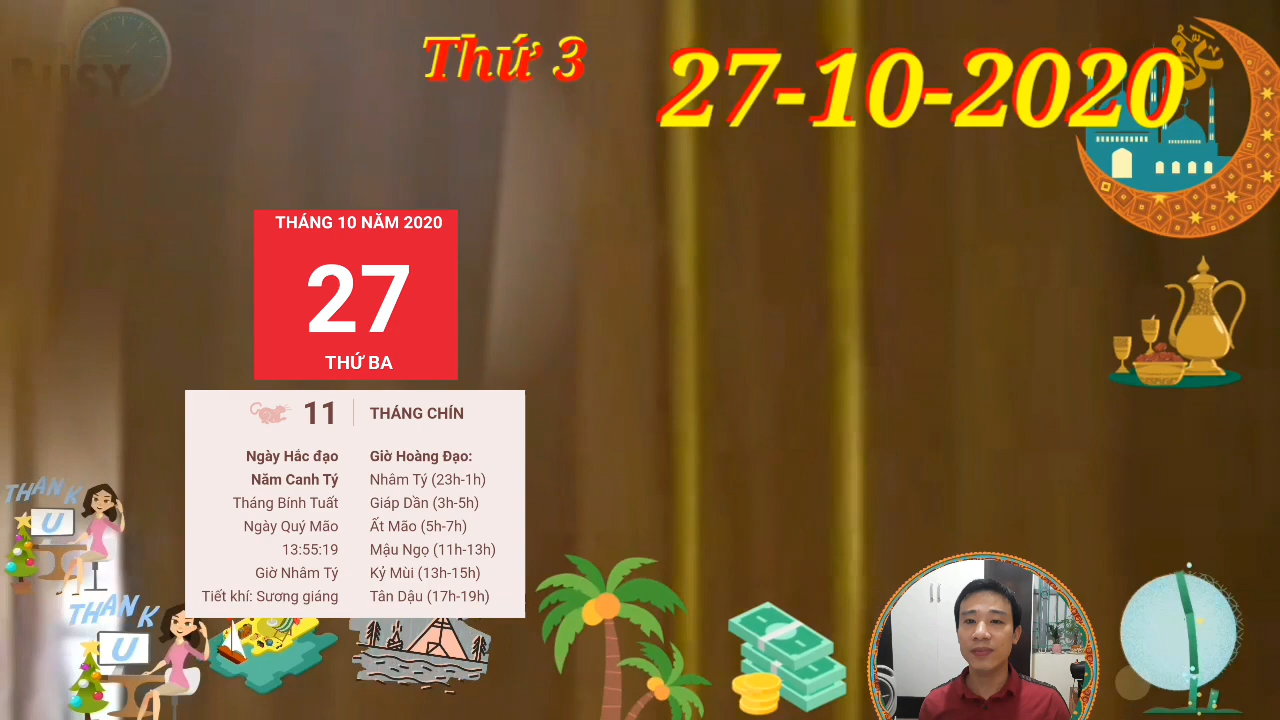 BUSY
Thứ 3
27-10-2020
THÁNG 10 NĂM 2020
27
THỨ BA
11
THÁNG CHÍN
Ngày Hắc đạo
Năm Canh Tý
Tháng Bính Tuất
Ngày Quý Mão
13:55:19
Giờ Nhâm Tý
Tiết khí: Sương giáng
Giờ Hoàng Đạo:
Nhâm Tý (23h-1h)
Giáp Dần (3h-5h)
Ất Mão (5h-7h)
Mậu Ngọ (11h-13h)
Kỷ Mùi (13h-15h)
Tân Dậu (17h-19h)
THANK
U
THANK
U